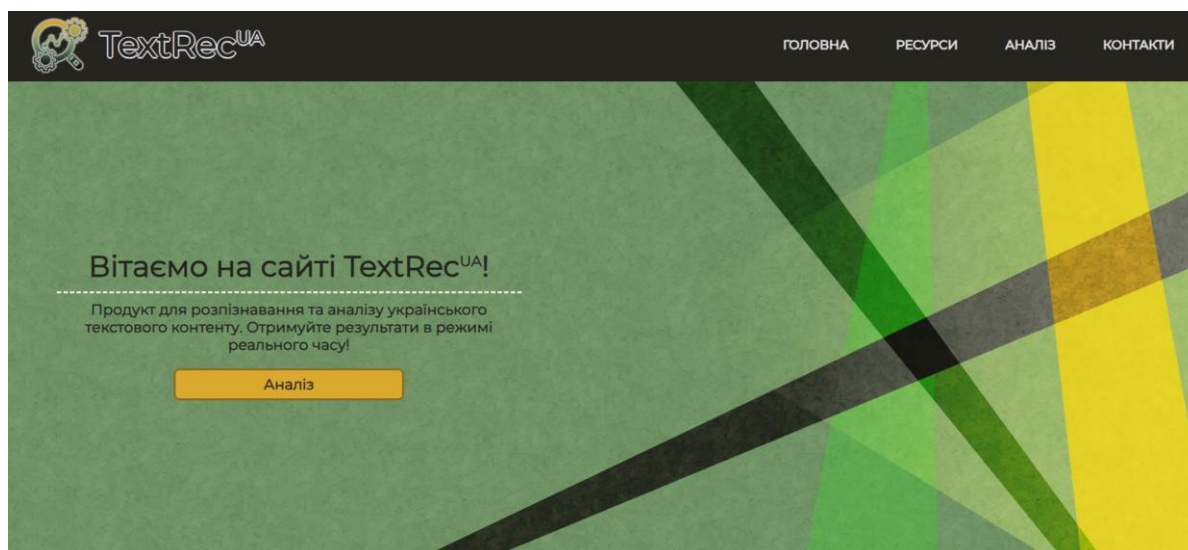 TextRecUA
ГОЛОВНА РЕСУРСИ АНАЛІЗ КОНТАКТИ
Вітаємо на сайті TextRecUA!
Продукт для розпізнавання та аналізу українського
текстового контенту. Отримуйте результати в режимі
реального часу!
Аналіз